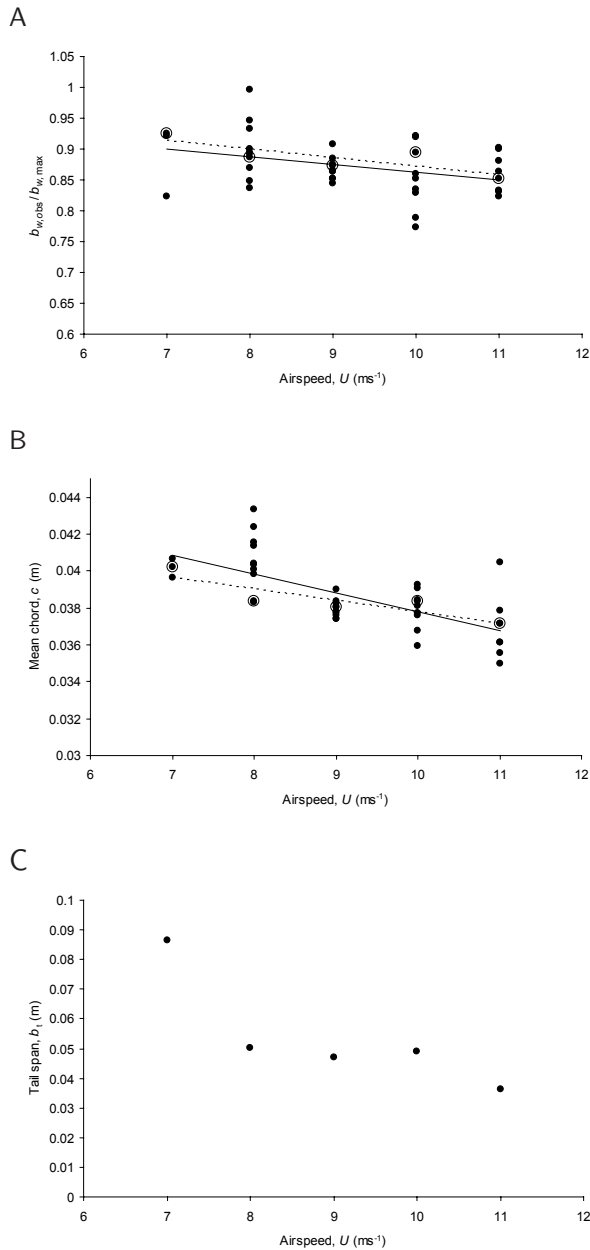 A
1.05
1
0.95
0.9
0.85
0.8
0.75
0.7
0.65
0.6
b_w,obs / b_w,max
6 7 8 9 10 11 12
Airspeed, U (ms⁻¹)
B
0.044
0.042
0.04
0.038
0.036
0.034
0.032
0.03
Mean chord, c (m)
6 7 8 9 10 11 12
Airspeed, U (ms⁻¹)
C
0.1
0.09
0.08
0.07
0.06
0.05
0.04
0.03
0.02
0.01
0
Tail span, b_t (m)
6 7 8 9 10 11 12
Airspeed, U (ms⁻¹)